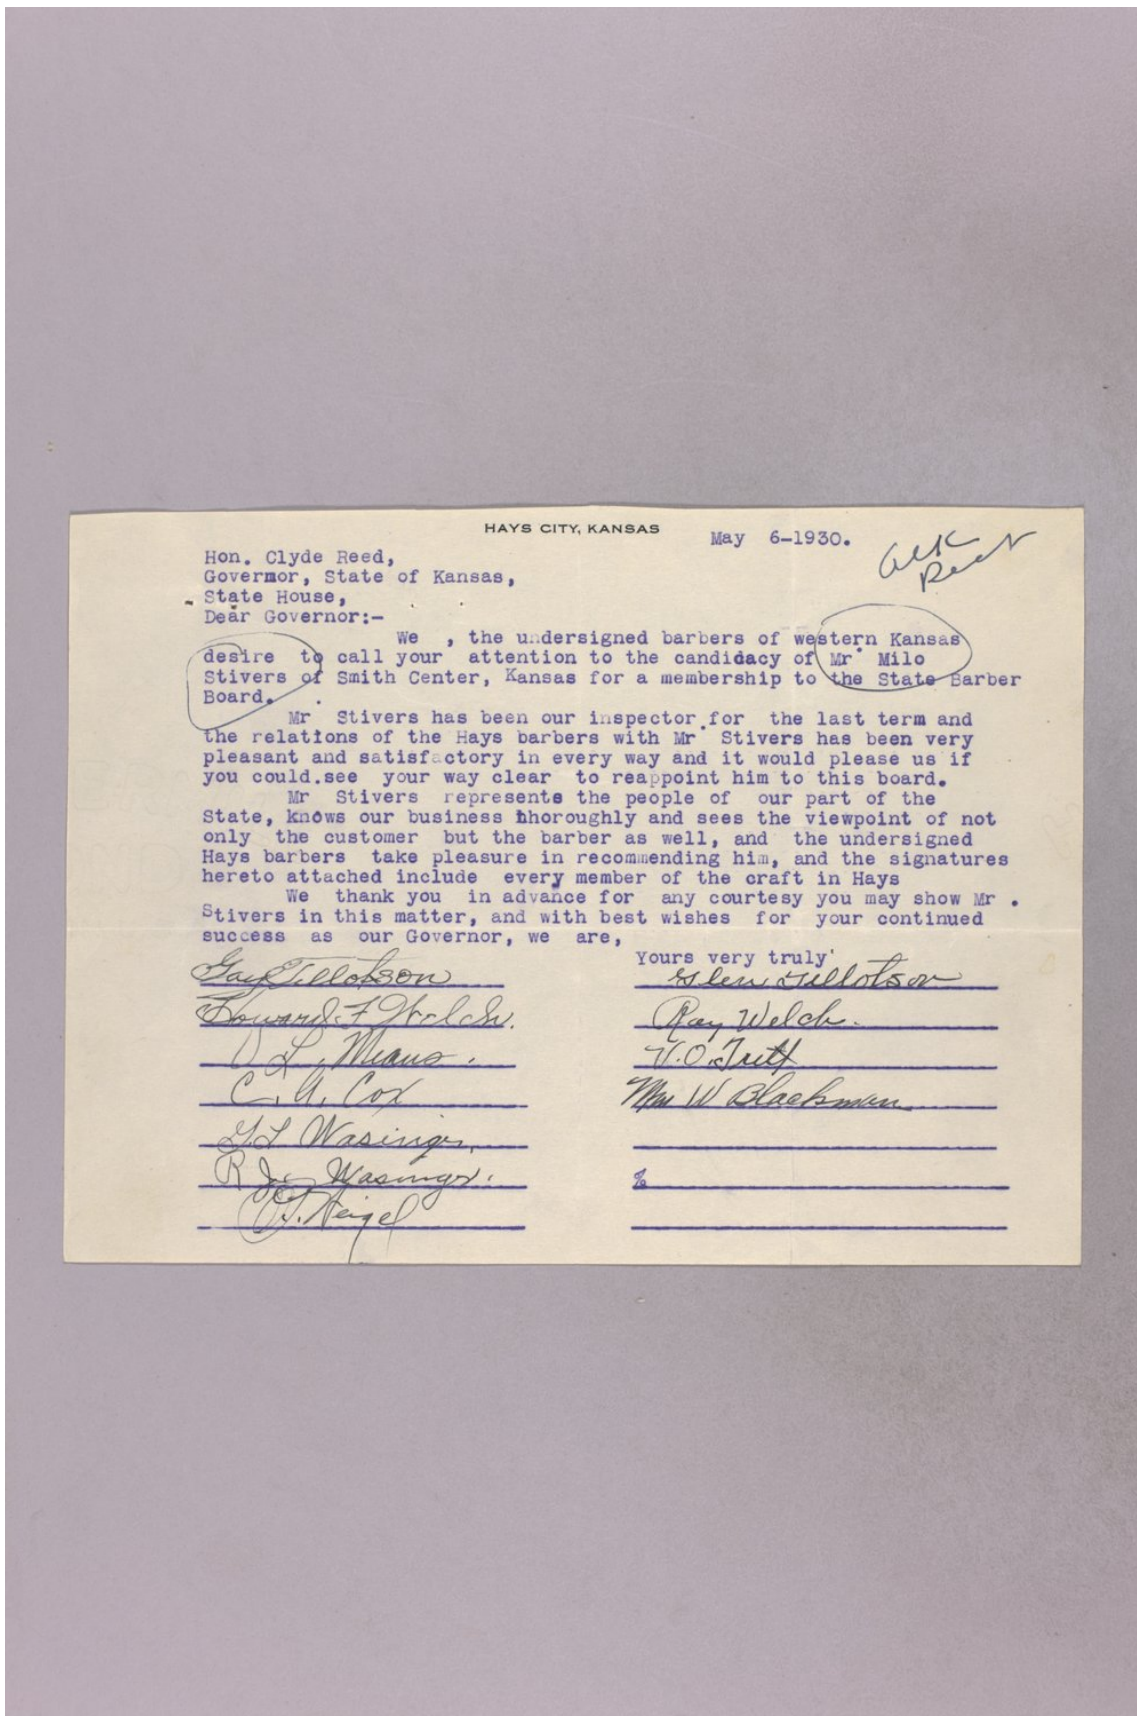 HAYS CITY, KANSAS
May 6-1930.
Ack
Hon. Clyde Reed,
Governor, State of Kansas,
State House,
Dear Governor:-
We , the undersigned barbers of western Kansas
desire to call your attention to the candidacy of Mr Milo
Stivers of Smith Center, Kansas for a membership to the State Barber
Board.
Mr Stivers has been our inspector for the last term and
the relations of the Hays barbers with Mr Stivers has been very
pleasant and satisfactory in every way and it would please us if
you could.see your way clear to reappoint him to this board.
Mr Stivers represents the people of our part of the
State, knows our business hhoroughly and sees the viewpoint of not
only the customer but the barber as well, and the undersigned
Hays barbers take pleasure in recommending him, and the signatures
hereto attached include every member of the craft in Hays
We thank you in advance for any courtesy you may show Mr .
Stivers in this matter, and with best wishes for your continued
success as our Governor, we are,
Yours very truly
Guy Tillotson Glen Tillotson
Howard F Welch. Ray Welch.
L. Means.
C. A. Cox W Blackman
Wasinger
R J Wasinger. %